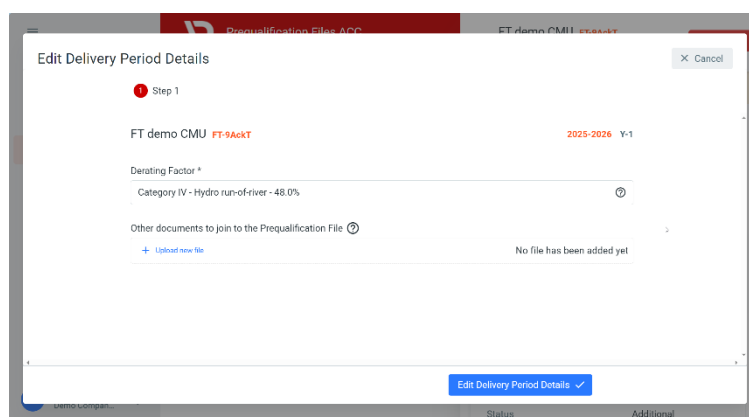 Prequalification Files ACC
FT demo CMU FT-9AckT
Edit Delivery Period Details
× Cancel
1 Step 1
FT demo CMU FT-9AckT 2025-2026 Y-1
Derating Factor *
Category IV - Hydro run-of-river - 48.0%
Other documents to join to the Prequalification File
+ Upload new file No file has been added yet
Edit Delivery Period Details ✓
Demo Compan...
Status Additional